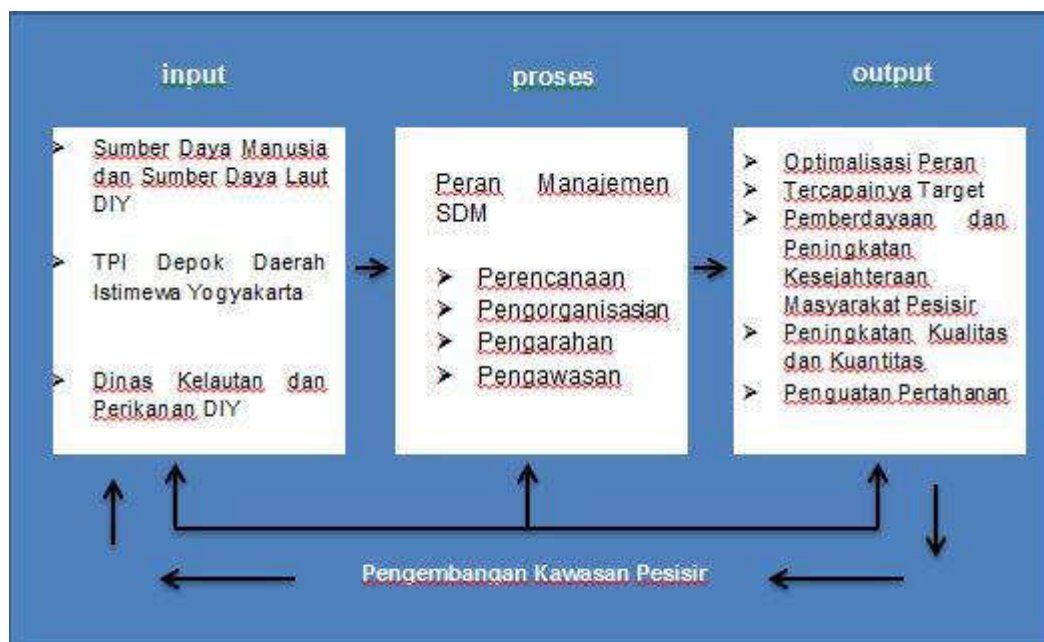 input
proses
output
Sumber Daya Manusia
dan Sumber Daya Laut
DIY
TPI Depok Daerah
Istimewa Yogyakarta
Dinas Kelautan dan
Perikanan DIY
Peran Manajemen
SDM
Perencanaan
Pengorganisasian
Pengarahan
Pengawasan
Optimalisasi Peran
Tercapainya Target
Pemberdayaan dan
Peningkatan
Kesejahteraan
Masyarakat Pesisir
Peningkatan Kualitas
dan Kuantitas
Penguatan Pertahanan
Pengembangan Kawasan Pesisir